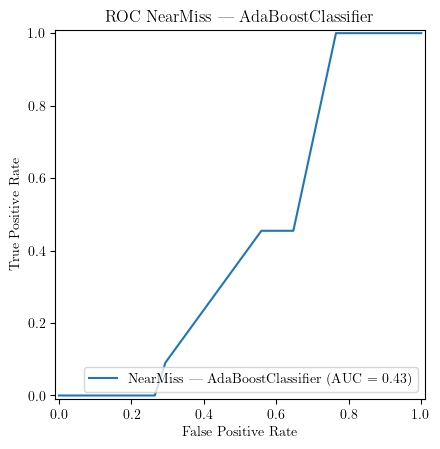 ROC NearMiss — AdaBoostClassifier
True Positive Rate
1.0
0.8
0.6
0.4
0.2
0.0
NearMiss — AdaBoostClassifier (AUC = 0.43)
0.0 0.2 0.4 0.6 0.8 1.0
False Positive Rate